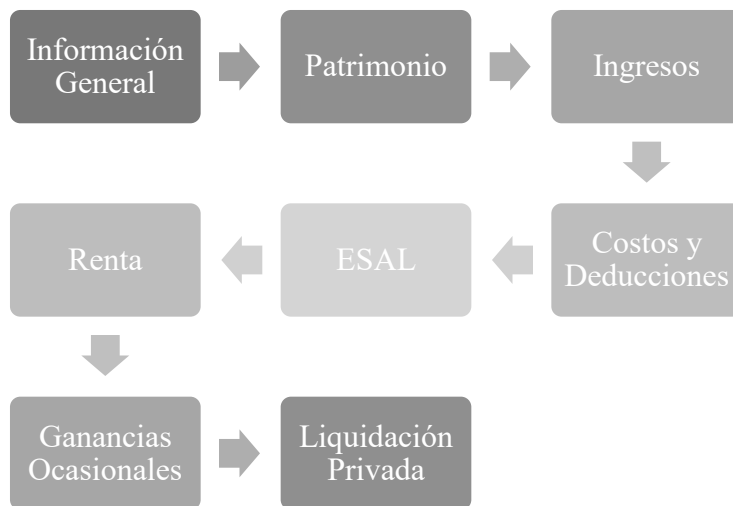 Información
General
Patrimonio
Ingresos
Costos y
Deducciones
ESAL
Renta
Ganancias
Ocasionales
Liquidación
Privada